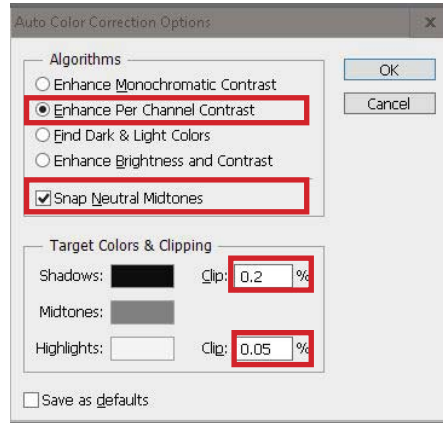 Auto Color Correction Options x
Algorithms
Enhance Monochromatic Contrast
Enhance Per Channel Contrast
Find Dark & Light Colors
Enhance Brightness and Contrast
Snap Neutral Midtones
OK
Cancel
Target Colors & Clipping
Shadows: Clip: 0.2 %
Midtones:
Highlights: Clip: 0.05 %
Save as defaults